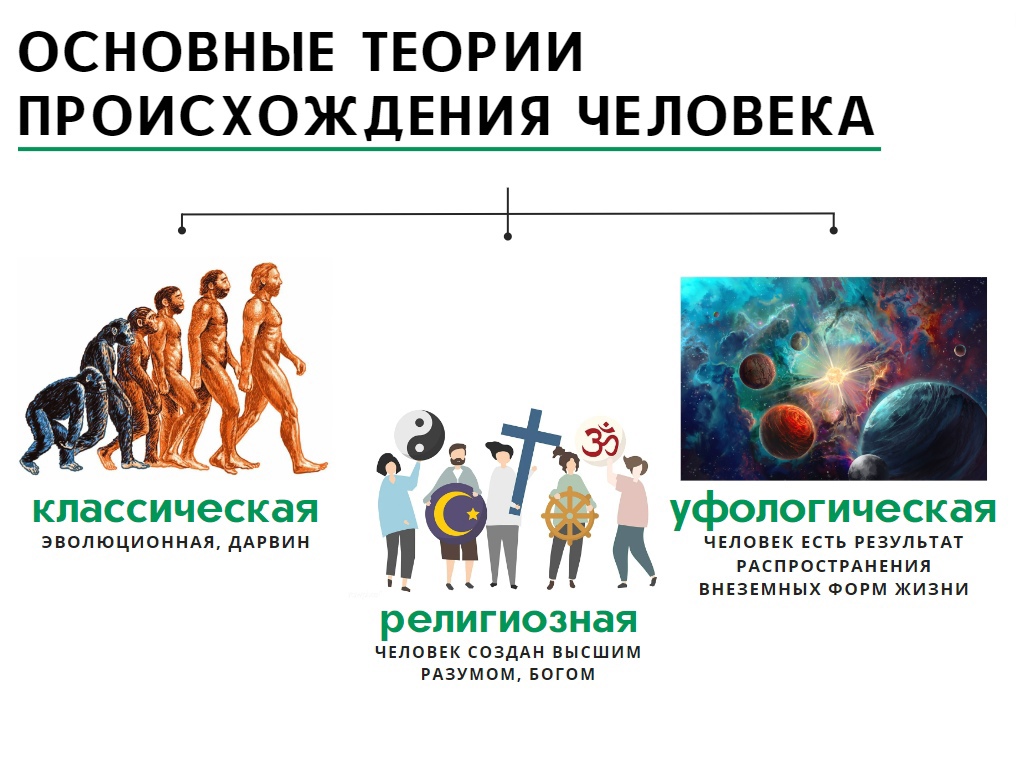 ОСНОВНЫЕ ТЕОРИИ
ПРОИСХОЖДЕНИЯ ЧЕЛОВЕКА
классическая
ЭВОЛЮЦИОННАЯ, ДАРВИН
религиозная
ЧЕЛОВЕК СОЗДАН ВЫСШИМ
РАЗУМОМ, БОГОМ
уфологическая
ЧЕЛОВЕК ЕСТЬ РЕЗУЛЬТАТ
РАСПРОСТРАНЕНИЯ
ВНЕЗЕМНЫХ ФОРМ ЖИЗНИ